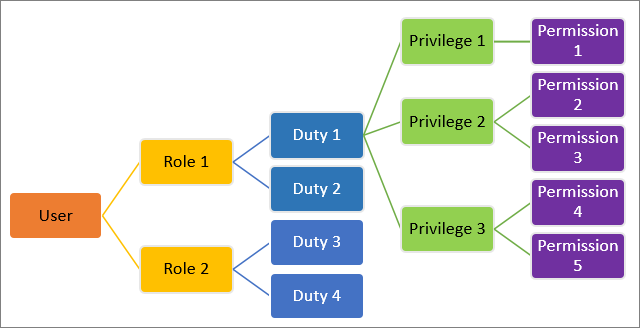 User
Role 1
Role 2
Duty 1
Duty 2
Duty 3
Duty 4
Privilege 1
Privilege 2
Privilege 3
Permission
1
Permission
2
Permission
3
Permission
4
Permission
5